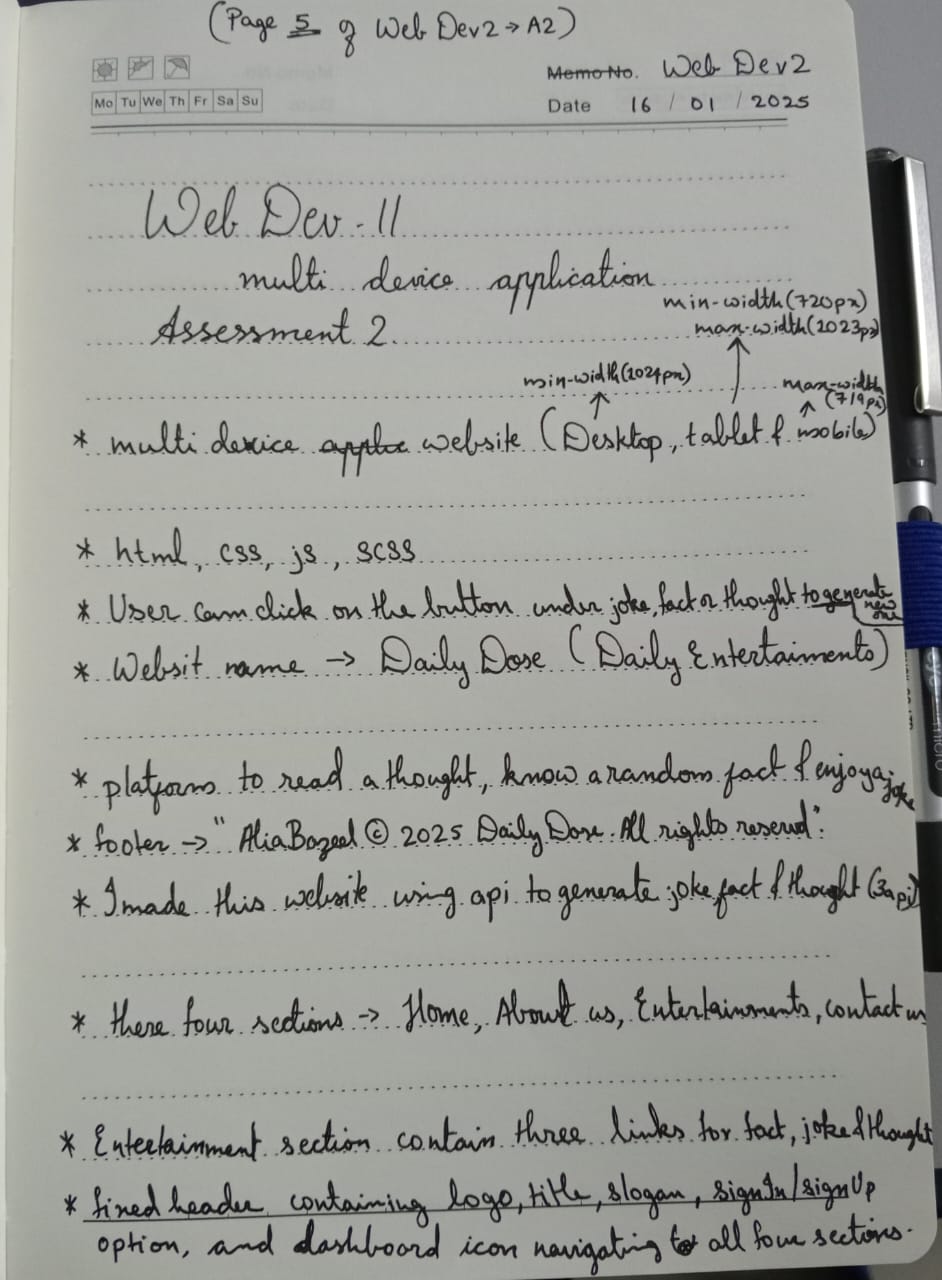 (Page 5 of Web Dev2 → A2)
Memo No. Web Dev2
Mo Tu We Th Fr Sa Su
Date 16 / 01 / 2025
Web Dev-II
multi device application
min-width(720px)
Assessment 2.
max-width(1023px)
min-width(1024px)
max-width
(719px)
* multi device website (Desktop, tablet & mobile)
* html, css, js, scss
* User can click on the button under joke, fact or thought to generate
new
one
* Websit name → Daily Dose (Daily Entertaiments)
* platform to read a thought, know a random fact & enjoy a joke
* footer → "Alia Bazeel © 2025 Daily Dose. All rights reserved".
* I made this website using api to generate joke, fact & thought (3 api)
* there four sections → Home, About us, Entertainments, contact us
* Entertainment section contain three links for fact, joke & thought
* fixed header containing logo, title, slogan, signIn/signUp
option, and dashboard icon navigating to all four sections.